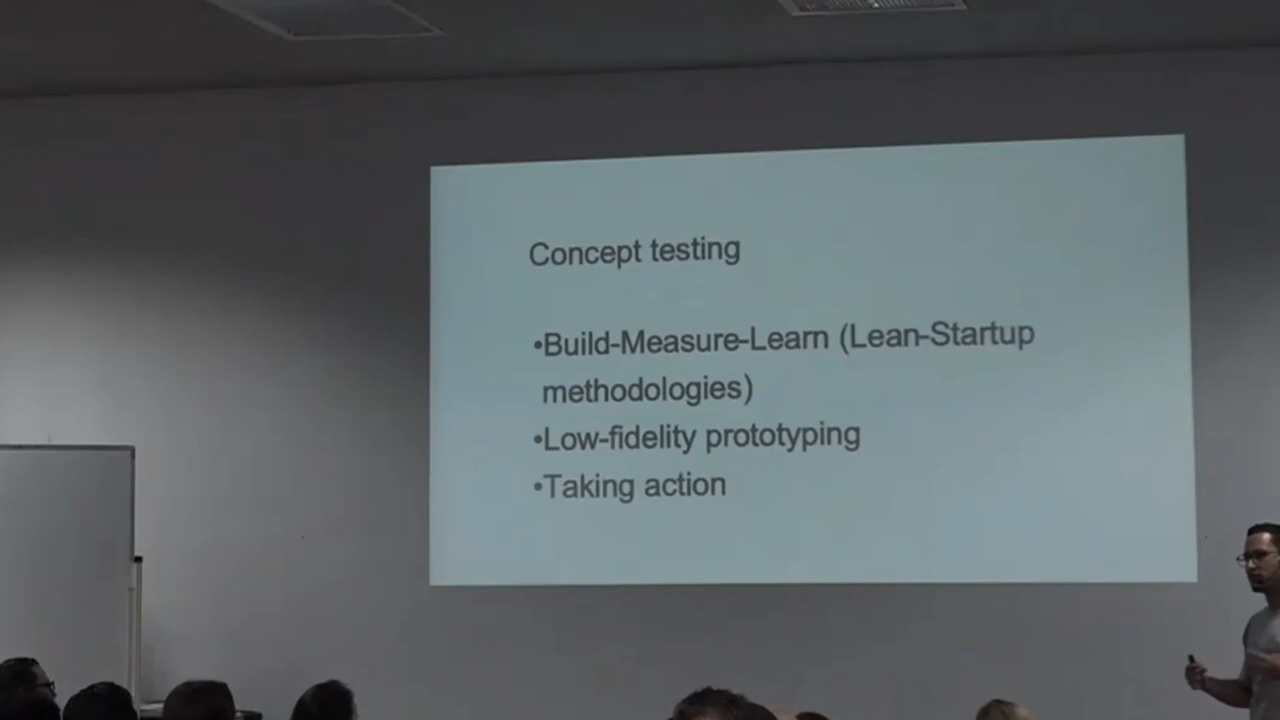 Concept testing
•Build-Measure-Learn (Lean-Startup
methodologies)
•Low-fidelity prototyping
•Taking action